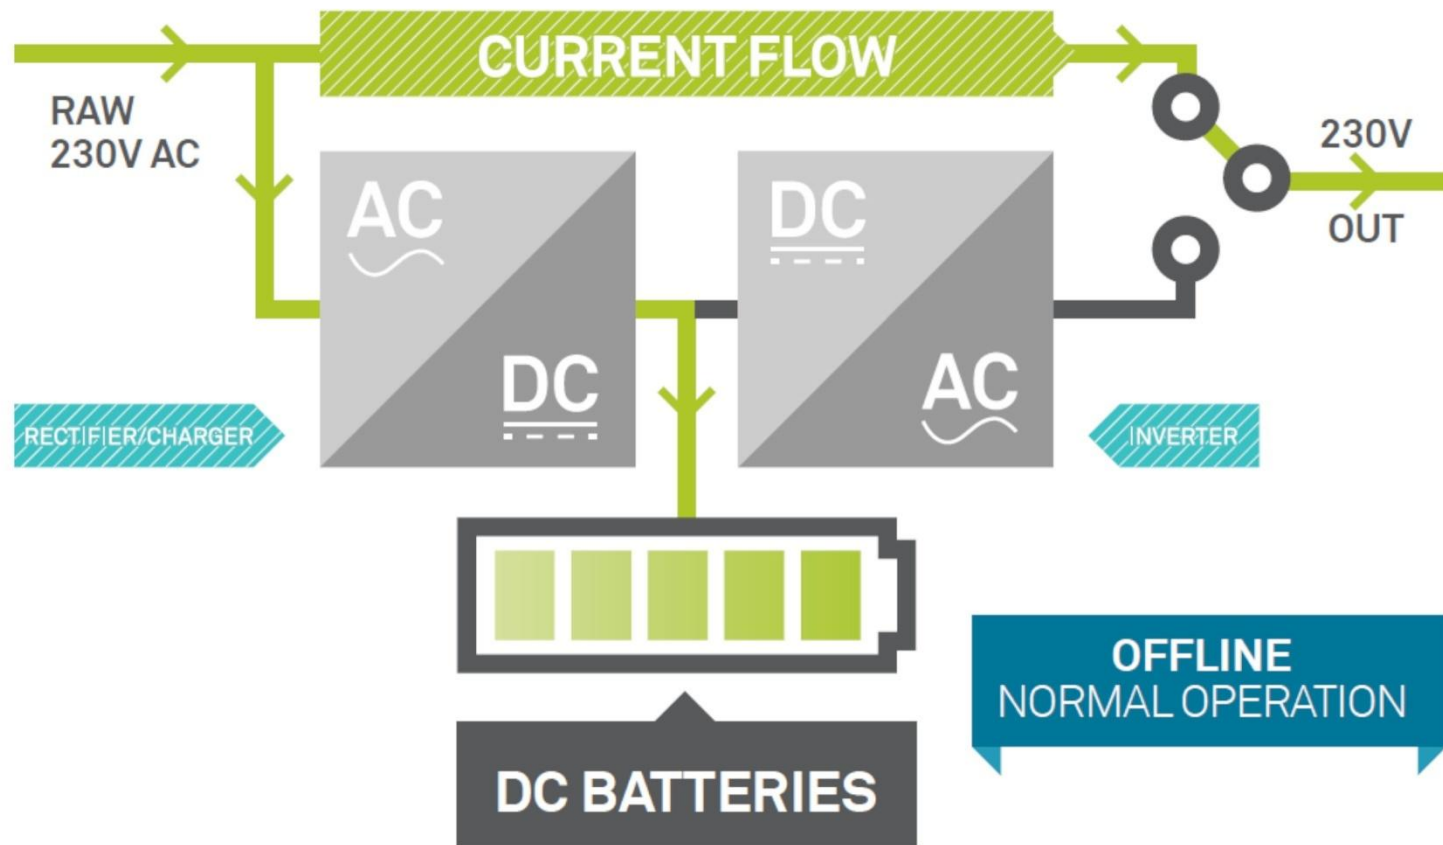 CURRENT FLOW
RAW
230V AC
230V
OUT
AC
DC
DC
AC
RECTIFIER/CHARGER
INVERTER
OFFLINE
NORMAL OPERATION
DC BATTERIES